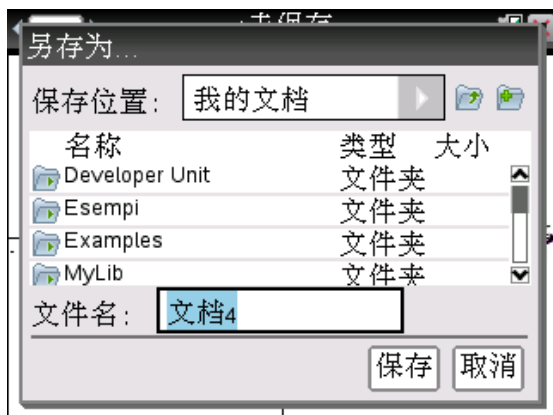 未保存
另存为...
保存位置： 我的文档
名称 类型 大小
Developer Unit 文件夹
Esempi 文件夹
Examples 文件夹
MyLib 文件夹
文件名： 文档4
保存 取消